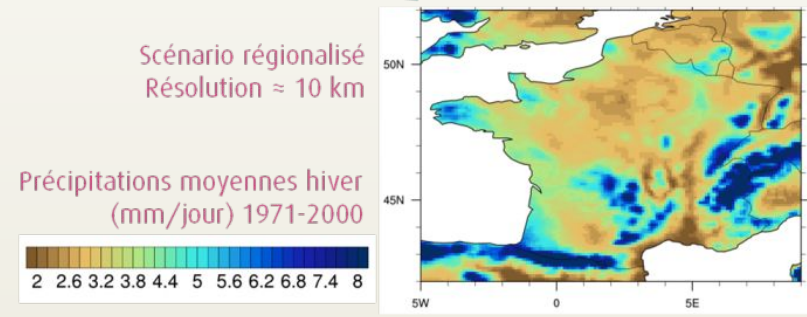 Scénario régionalisé
Résolution ≈ 10 km
Précipitations moyennes hiver
(mm/jour) 1971-2000
2 2.6 3.2 3.8 4.4 5 5.6 6.2 6.8 7.4 8
50N
45N
5W 0 5E